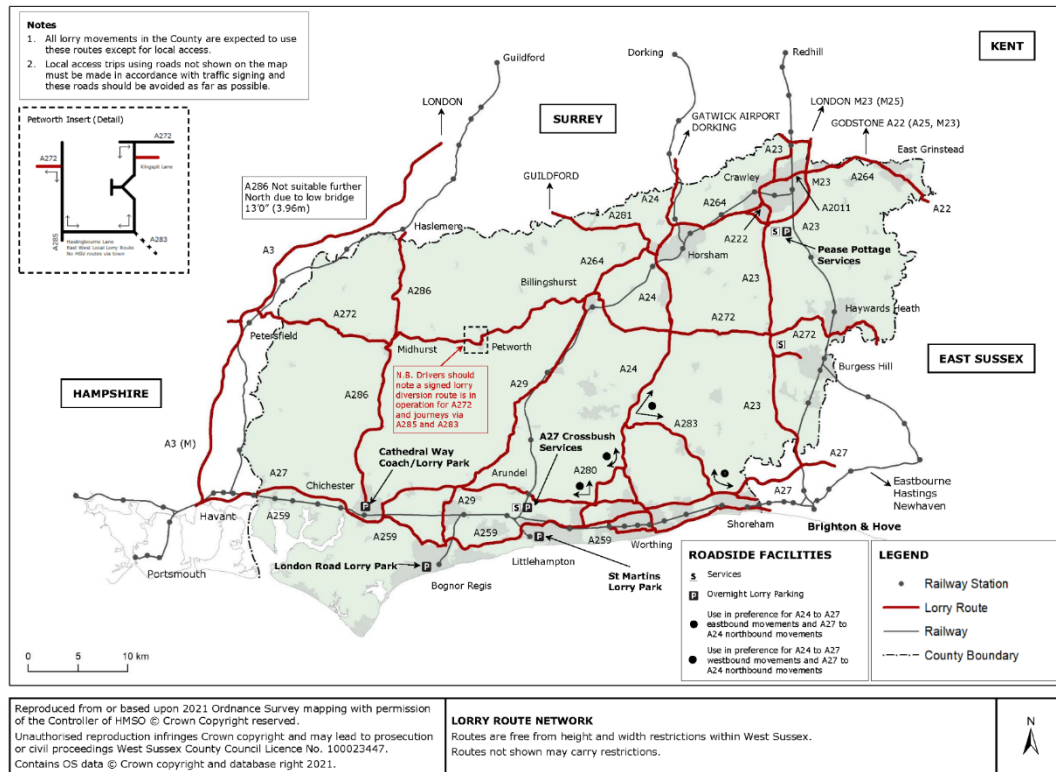 Notes
1. All lorry movements in the County are expected to use
these routes except for local access.
2. Local access trips using roads not shown on the map
must be made in accordance with traffic signing and
these roads should be avoided as far as possible.
Petworth Insert (Detail)
A272
A272
Kingspit Lane
A285
A283
East West Local Lorry Route
No HGV routes via town
Guildford
Dorking
Redhill
KENT
LONDON
SURREY
GATWICK AIRPORT
DORKING
LONDON M23 (M25)
GODSTONE A22 (A25, M23)
East Grinstead
A286 Not suitable further
North due to low bridge
13'0" (3.96m)
GUILDFORD
A23
Crawley
M23
A264
A24
A264
A2011
A22
A281
Haslemere
A3
A222
A23
S P
Pease Pottage
Services
Horsham
A264
Billingshurst
A286
A24
A23
A272
A272
Haywards Heath
A272
Petersfield
Midhurst
Petworth
S
EAST SUSSEX
Burgess Hill
HAMPSHIRE
N.B. Drivers should
note a signed lorry
diversion route is in
operation for A272
and journeys via
A285 and A283
A29
A24
A286
A23
A283
A3 (M)
Cathedral Way
Coach/Lorry Park
A27 Crossbush
Services
A27
A27
Chichester
Arundel
A280
Eastbourne
Hastings
Newhaven
P
A29
S P
A27
Havant
A259
A259
A259
A259
Shoreham
Brighton & Hove
Worthing
Portsmouth
London Road Lorry Park
P
P
Littlehampton
Bognor Regis
St Martins
Lorry Park
ROADSIDE FACILITIES
S Services
P Overnight Lorry Parking
Use in preference for A24 to A27
eastbound movements and A27 to
A24 northbound movements
Use in preference for A24 to A27
westbound movements and A27 to
A24 northbound movements
LEGEND
Railway Station
Lorry Route
Railway
County Boundary
0 5 10 km
Reproduced from or based upon 2021 Ordnance Survey mapping with permission
of the Controller of HMSO © Crown Copyright reserved.
Unauthorised reproduction infringes Crown copyright and may lead to prosecution
or civil proceedings West Sussex County Council Licence No. 100023447.
Contains OS data © Crown copyright and database right 2021.
LORRY ROUTE NETWORK
Routes are free from height and width restrictions within West Sussex.
Routes not shown may carry restrictions.
N